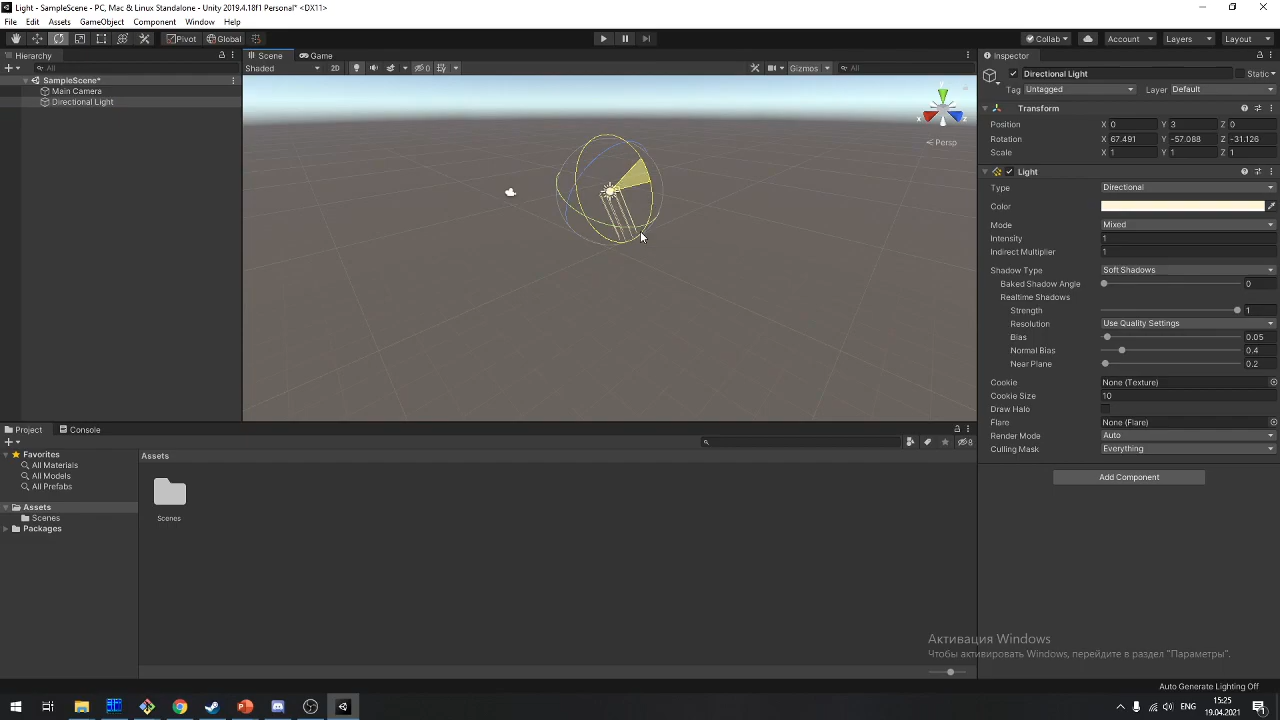 Light - SampleScene - PC, Mac & Linux Standalone - Unity 2019.4.18f1 Personal* <DX11>
File Edit Assets GameObject Component Window Help
Pivot Global Collab Account Layers Layout
Hierarchy Scene Game Inspector
All Shaded 2D 0 Gizmos All
SampleScene*
Main Camera
Directional Light
y x z
Persp
Directional Light Static
Tag Untagged Layer Default
Transform
Position X 0 Y 3 Z 0
Rotation X 67.491 Y -57.088 Z -31.126
Scale X 1 Y 1 Z 1
Light
Type Directional
Color
Mode Mixed
Intensity 1
Indirect Multiplier 1
Shadow Type Soft Shadows
Baked Shadow Angle 0
Realtime Shadows
Strength 1
Resolution Use Quality Settings
Bias 0.05
Normal Bias 0.4
Near Plane 0.2
Cookie None (Texture)
Cookie Size 10
Draw Halo
Flare None (Flare)
Render Mode Auto
Culling Mask Everything
Add Component
Project Console
8
Favorites
All Materials
All Models
All Prefabs
Assets
Scenes
Packages
Assets
Scenes
Активация Windows
Чтобы активировать Windows, перейдите в раздел "Параметры".
Auto Generate Lighting Off
ENG
15:25
19.04.2021